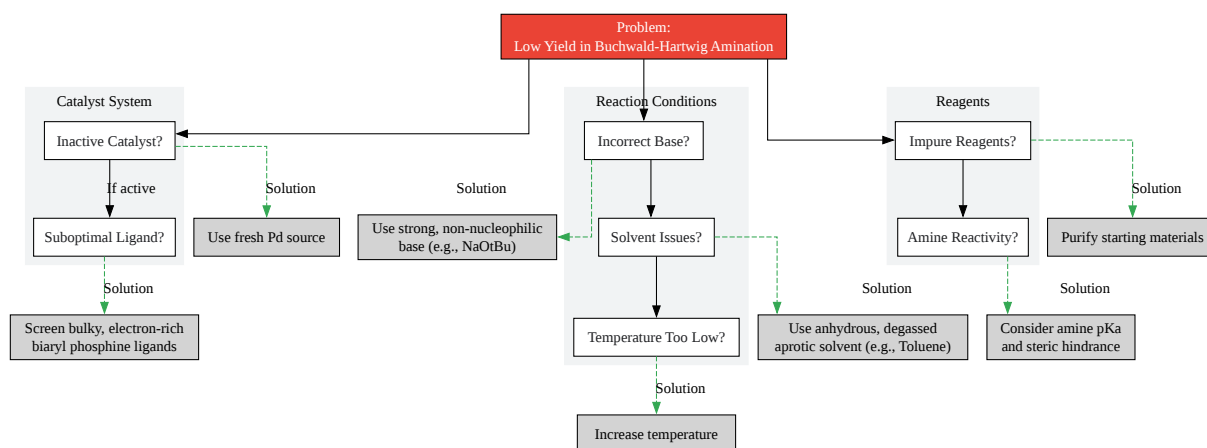 Problem:
Low Yield in Buchwald-Hartwig Amination
Catalyst System
Reaction Conditions
Reagents
Inactive Catalyst?
Incorrect Base?
Impure Reagents?
If active
Solution
Solution
Solution
Suboptimal Ligand?
Use fresh Pd source
Use strong, non-nucleophilic
base (e.g., NaOtBu)
Solvent Issues?
Amine Reactivity?
Purify starting materials
Solution
Solution
Solution
Screen bulky, electron-rich
biaryl phosphine ligands
Temperature Too Low?
Use anhydrous, degassed
aprotic solvent (e.g., Toluene)
Consider amine pKa
and steric hindrance
Solution
Increase temperature